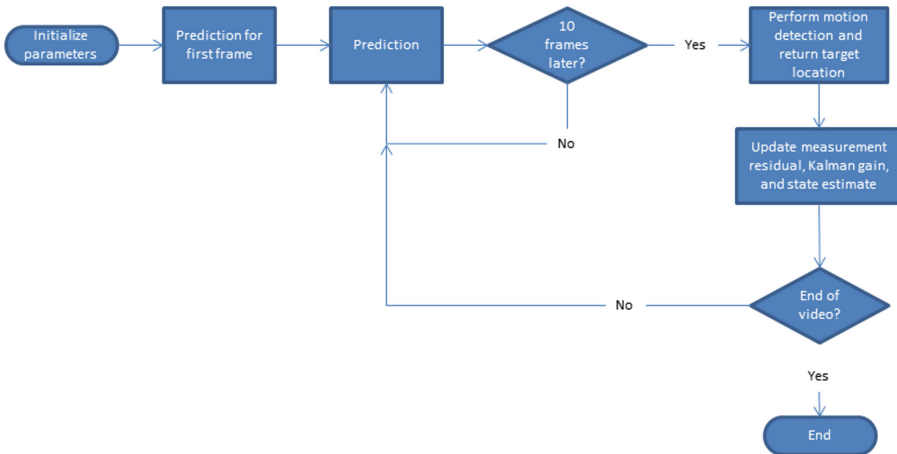 Initialize
parameters
Prediction for
first frame
Prediction
10
frames
later?
Yes
Perform motion
detection and
return target
location
No
Update measurement
residual, Kalman gain,
and state estimate
End of
video?
No
Yes
End